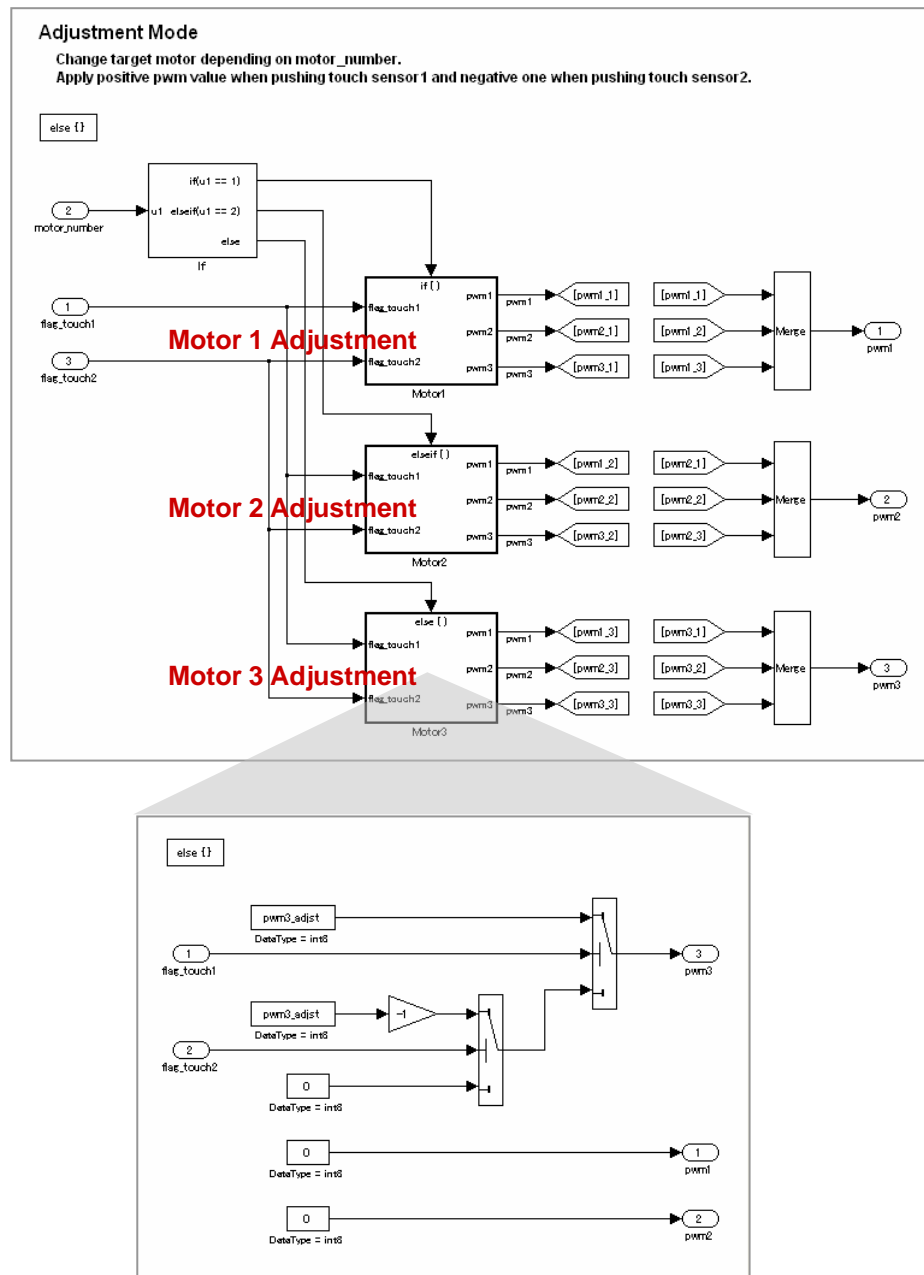 Adjustment Mode
Change target motor depending on motor_number.
Apply positive pwm value when pushing touch sensor1 and negative one when pushing touch sensor2.
else {}
if(u1 == 1)
2
u1
elseif(u1 == 2)
motor_number
else
If
if { }
1
flag_touch1
pwm1
pwm1
[pwm1_1]
[pwm1_1]
flag_touch1
Motor 1 Adjustment
pwm2
pwm2
[pwm2_1]
[pwm1_2]
Merge
1
pwm1
3
flag_touch2
pwm3
pwm3
[pwm3_1]
[pwm1_3]
flag_touch2
Motor1
elseif { }
flag_touch1
pwm1
pwm1
[pwm1_2]
[pwm2_1]
Motor 2 Adjustment
pwm2
pwm2
[pwm2_2]
[pwm2_2]
Merge
2
pwm2
flag_touch2
pwm3
pwm3
[pwm3_2]
[pwm2_3]
Motor2
else { }
flag_touch1
pwm1
pwm1
[pwm1_3]
[pwm3_1]
Motor 3 Adjustment
pwm2
pwm2
[pwm2_3]
[pwm3_2]
Merge
3
pwm3
flag_touch2
pwm3
pwm3
[pwm3_3]
[pwm3_3]
Motor3
else {}
pwm3_adjst
DataType = int8
1
flag_touch1
3
pwm3
pwm3_adjst
-1
DataType = int8
2
flag_touch2
0
DataType = int8
0
DataType = int8
1
pwm1
0
DataType = int8
2
pwm2